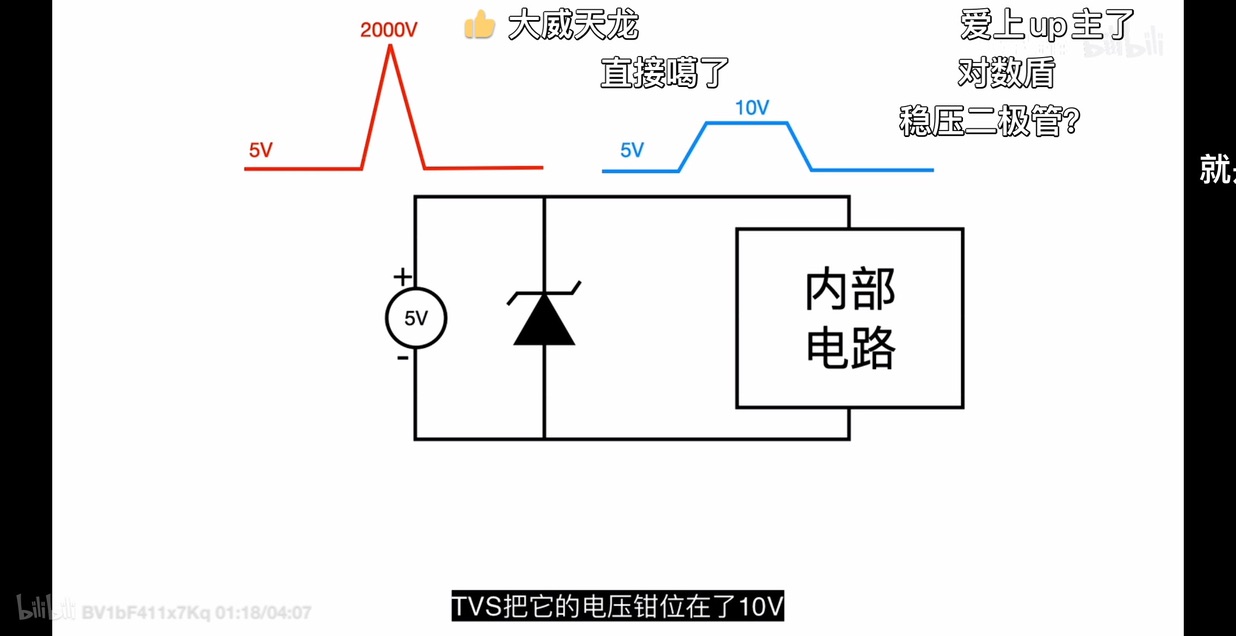 2000V
👍 大威天龙
爱上up主了
bilibili
直接噶了
对数盾
10V
稳压二极管?
5V
5V
就
+
5V
-
内部
电路
TVS把它的电压钳位在了10V
bilibili BV1bF411x7Kq 01:18/04:07